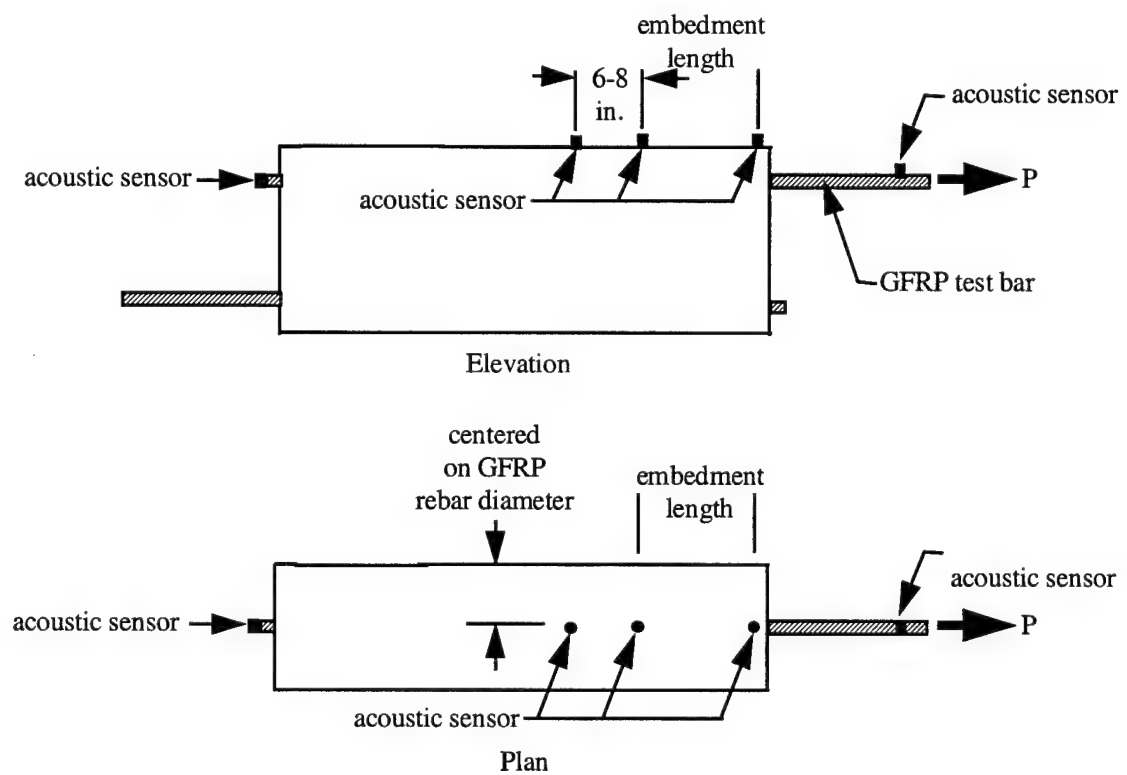 embedment
length
6-8
in.
acoustic sensor
acoustic sensor
acoustic sensor
P
GFRP test bar
Elevation
centered
on GFRP
rebar diameter
embedment
length
acoustic sensor
acoustic sensor
P
acoustic sensor
Plan